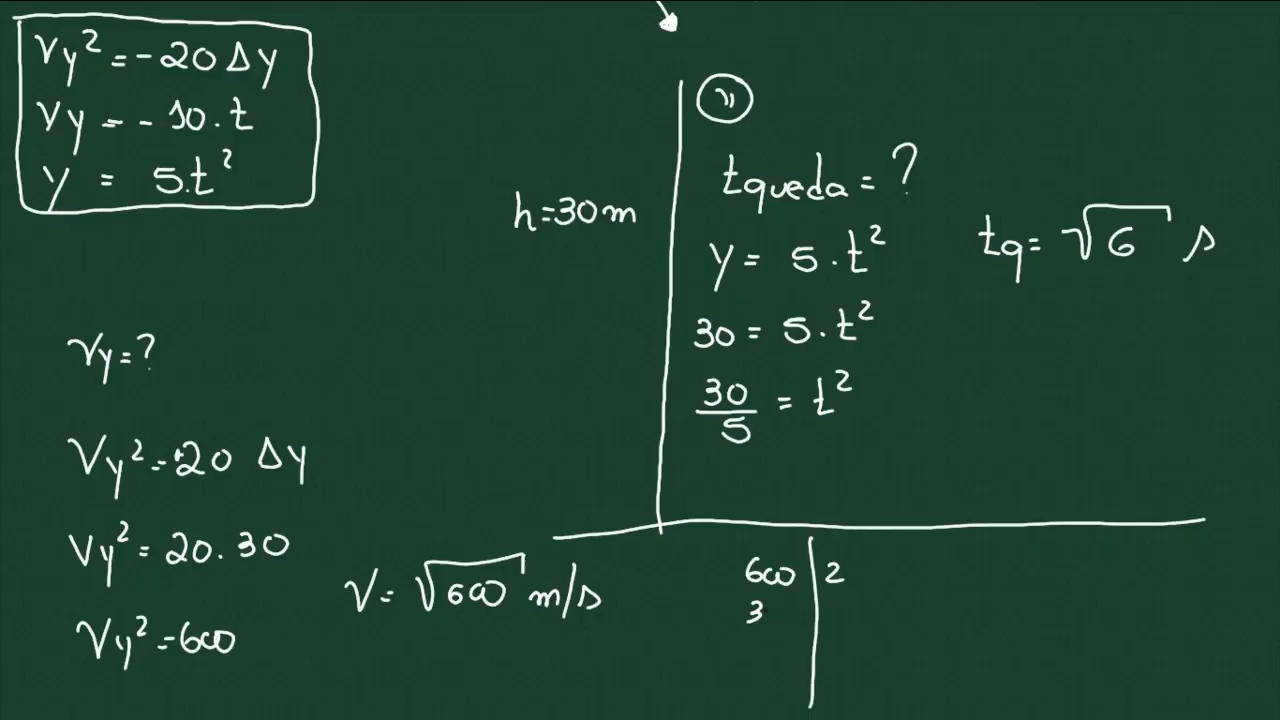 Vy² = -20 Δy
Vy = - 10.t
y = 5.t²
h=30m
Vy=?
Vy²=-20 Δy
Vy² = 20.30
Vy² = 600
V= √600 m/s
tqueda = ?
y = 5 . t²
30 = 5 . t²
30/5 = t²
tq= √6 s
600 | 2
3